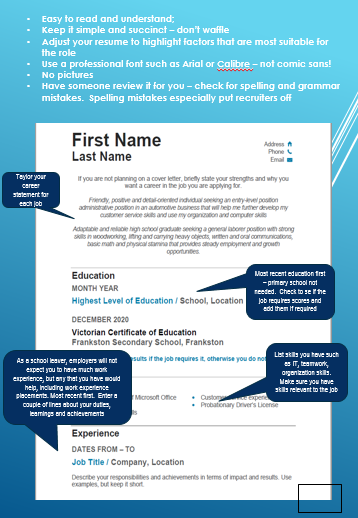 - Easy to read and understand;
- Keep it simple and succinct – don't waffle
- Adjust your resume to highlight factors that are most suitable for
the role
- Use a professional font such as Arial or Calibre – not comic sans!
- No pictures
- Have someone review it for you – check for spelling and grammar
mistakes. Spelling mistakes especially put recruiters off
First Name
Last Name
Address
Phone
Email
If you are not planning on a cover letter, briefly state your strengths and why you
want a career in the job you are applying for.
Taylor your
career
statement for
each job
Friendly, positive and detail-oriented individual seeking an entry-level position
administrative position in an automotive business that will help me further develop my
customer service skills and use my organization and computer skills
Adaptable and reliable high school graduate seeking a general laborer position with strong
skills in woodworking, lifting and carrying heavy objects, written and oral communications,
basic math and physical stamina that provides steady employment and growth
opportunities.
Education
MONTH YEAR
Highest Level of Education / School, Location
Most recent education first
– primary school not
needed. Check to see if the
job requires scores and
add them if required
DECEMBER 2020
Victorian Certificate of Education
Frankston Secondary School, Frankston
results if the job requires it, otherwise you do not
As a school leaver, employers will not
expect you to have much work
experience, but any that you have would
help, including work experience
placements. Most recent first. Enter a
couple of lines about your duties,
learnings and achievements
List skills you have such
as IT, teamwork,
organization skills.
Make sure you have
skills relevant to the job
of Microsoft Office
• Customer Service
• Probationary Driver's License
Experience
DATES FROM – TO
Job Title / Company, Location
Describe your responsibilities and achievements in terms of impact and results. Use
examples, but keep it short.